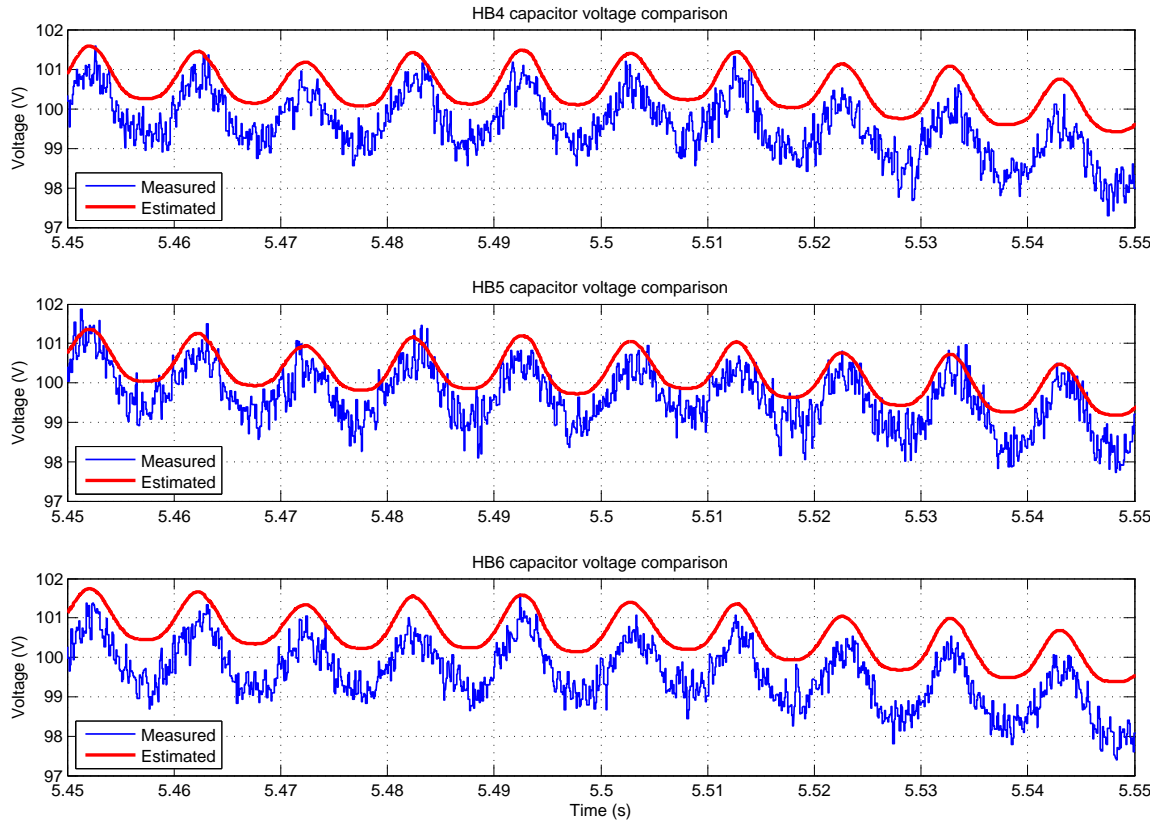 HB4 capacitor voltage comparison
102
101
100
99
98
97
Voltage (V)
Measured
Estimated
5.45 5.46 5.47 5.48 5.49 5.5 5.51 5.52 5.53 5.54 5.55
HB5 capacitor voltage comparison
102
101
100
99
98
97
Voltage (V)
Measured
Estimated
5.45 5.46 5.47 5.48 5.49 5.5 5.51 5.52 5.53 5.54 5.55
HB6 capacitor voltage comparison
102
101
100
99
98
97
Voltage (V)
Measured
Estimated
5.45 5.46 5.47 5.48 5.49 5.5 5.51 5.52 5.53 5.54 5.55
Time (s)